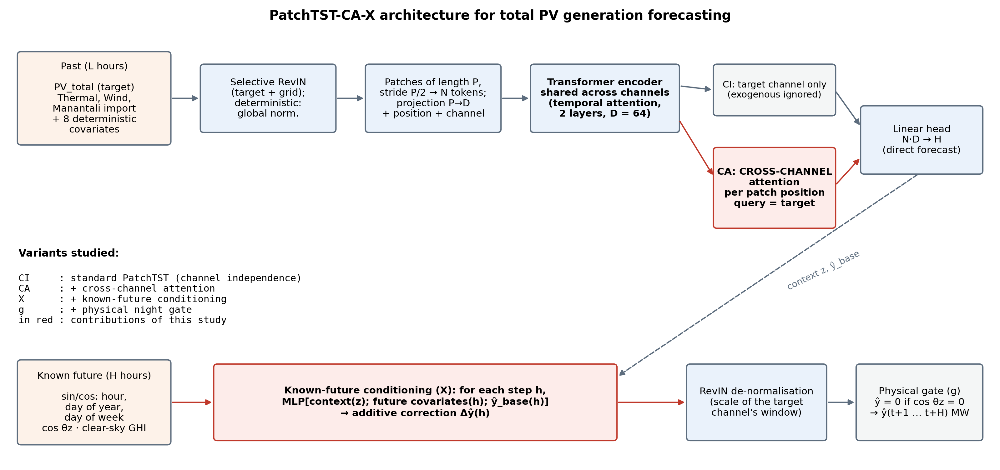 PatchTST-CA-X architecture for total PV generation forecasting
Past (L hours)
PV_total (target)
Thermal, Wind,
Manantali import
+ 8 deterministic
covariates
Selective RevIN
(target + grid);
deterministic:
global norm.
Patches of length P,
stride P/2 → N tokens;
projection P→D
+ position + channel
Transformer encoder
shared across channels
(temporal attention,
2 layers, D = 64)
CI: target channel only
(exogenous ignored)
CA: CROSS-CHANNEL
attention
per patch position
query = target
Linear head
N·D → H
(direct forecast)
context z, ŷ_base
Variants studied:
CI     : standard PatchTST (channel independence)
CA     : + cross-channel attention
X      : + known-future conditioning
g      : + physical night gate
in red : contributions of this study
Known future (H hours)
sin/cos: hour,
day of year,
day of week
cos θz · clear-sky GHI
Known-future conditioning (X): for each step h,
MLP[context(z); future covariates(h); ŷ_base(h)]
→ additive correction Δŷ(h)
RevIN de-normalisation
(scale of the target
channel's window)
Physical gate (g)
ŷ = 0 if cos θz = 0
→ ŷ(t+1 … t+H) MW